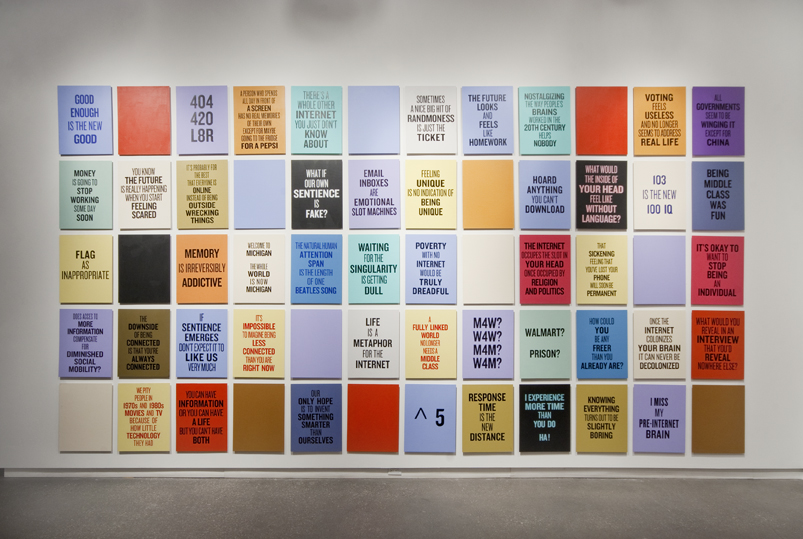 GOOD
ENOUGH
IS THE NEW
GOOD
404
420
L8R
A PERSON WHO SPENDS
ALL DAY IN FRONT OF
A SCREEN
HAS NO REAL MEMORIES
OF THEIR OWN
EXCEPT FOR MAYBE
GOING TO THE FRIDGE
FOR A PEPSI
THERE'S A
WHOLE OTHER
INTERNET
YOU JUST DON'T
KNOW
ABOUT
SOMETIMES
A NICE BIG HIT OF
RANDOMNESS
IS JUST THE
TICKET
THE FUTURE
LOOKS
AND
FEELS
LIKE
HOMEWORK
NOSTALGIZING
THE WAY PEOPLE'S
BRAINS
WORKED IN THE
20TH CENTURY
HELPS
NOBODY
VOTING
FEELS
USELESS
AND NO LONGER
SEEMS TO ADDRESS
REAL LIFE
ALL
GOVERNMENTS
SEEM TO BE
WINGING IT
EXCEPT FOR
CHINA
MONEY
IS GOING TO
STOP
WORKING
SOME DAY
SOON
YOU KNOW
THE FUTURE
IS REALLY HAPPENING
WHEN YOU START
FEELING
SCARED
IT'S PROBABLY FOR
THE BEST
THAT EVERYONE IS
ONLINE
INSTEAD OF BEING
OUTSIDE
WRECKING
THINGS
WHAT IF
OUR OWN
SENTIENCE
IS
FAKE?
EMAIL
INBOXES
ARE
EMOTIONAL
SLOT MACHINES
FEELING
UNIQUE
IS NO INDICATION OF
BEING
UNIQUE
HOARD
ANYTHING
YOU CAN'T
DOWNLOAD
WHAT WOULD
THE INSIDE OF
YOUR HEAD
FEEL LIKE
WITHOUT
LANGUAGE?
103
IS THE NEW
100 IQ
BEING
MIDDLE
CLASS
WAS
FUN
FLAG
AS
INAPPROPRIATE
MEMORY
IS IRREVERSIBLY
ADDICTIVE
WELCOME TO
MICHIGAN
THE WHOLE
WORLD
IS NOW
MICHIGAN
THE NATURAL HUMAN
ATTENTION
SPAN
IS THE LENGTH
OF ONE
BEATLES SONG
WAITING
FOR THE
SINGULARITY
IS GETTING
DULL
POVERTY
WITH NO
INTERNET
WOULD BE
TRULY
DREADFUL
THE INTERNET
OCCUPIES THE SLOT IN
YOUR HEAD
ONCE OCCUPIED BY
RELIGION
AND POLITICS
THAT
SICKENING
FEELING THAT
YOU'VE LOST YOUR
PHONE
WILL SOON BE
PERMANENT
IT'S OKAY TO
WANT TO
STOP
BEING
AN
INDIVIDUAL
DOES ACCESS TO
MORE
INFORMATION
COMPENSATE
FOR
DIMINISHED
SOCIAL
MOBILITY?
THE
DOWNSIDE
OF BEING
CONNECTED
IS THAT YOU'RE
ALWAYS
CONNECTED
IF
SENTIENCE
EMERGES
DON'T EXPECT IT TO
LIKE US
VERY MUCH
IT'S
IMPOSSIBLE
TO IMAGINE BEING
LESS
CONNECTED
THAN YOU ARE
RIGHT NOW
LIFE
IS A
METAPHOR
FOR THE
INTERNET
A
FULLY LINKED
WORLD
NO LONGER
NEEDS A
MIDDLE
CLASS
M4W?
W4W?
M4M?
W4M?
WALMART?
PRISON?
HOW COULD
YOU
BE ANY
FREER
THAN YOU
ALREADY ARE?
ONCE THE
INTERNET
COLONIZES
YOUR BRAIN
IT CAN NEVER BE
DECOLONIZED
WHAT WOULD YOU
REVEAL IN AN
INTERVIEW
THAT YOU'D
REVEAL
NOWHERE ELSE?
WE PITY
PEOPLE IN
1970s AND 1980s
MOVIES AND TV
BECAUSE OF
HOW LITTLE
TECHNOLOGY
THEY HAD
YOU CAN HAVE
INFORMATION
OR YOU CAN HAVE
A LIFE
BUT YOU CAN'T HAVE
BOTH
OUR
ONLY HOPE
IS TO INVENT
SOMETHING
SMARTER
THAN
OURSELVES
^ 5
RESPONSE
TIME
IS THE
NEW
DISTANCE
I EXPERIENCE
MORE TIME
THAN
YOU DO
HA!
KNOWING
EVERYTHING
TURNS OUT TO BE
SLIGHTLY
BORING
I MISS
MY
PRE-INTERNET
BRAIN